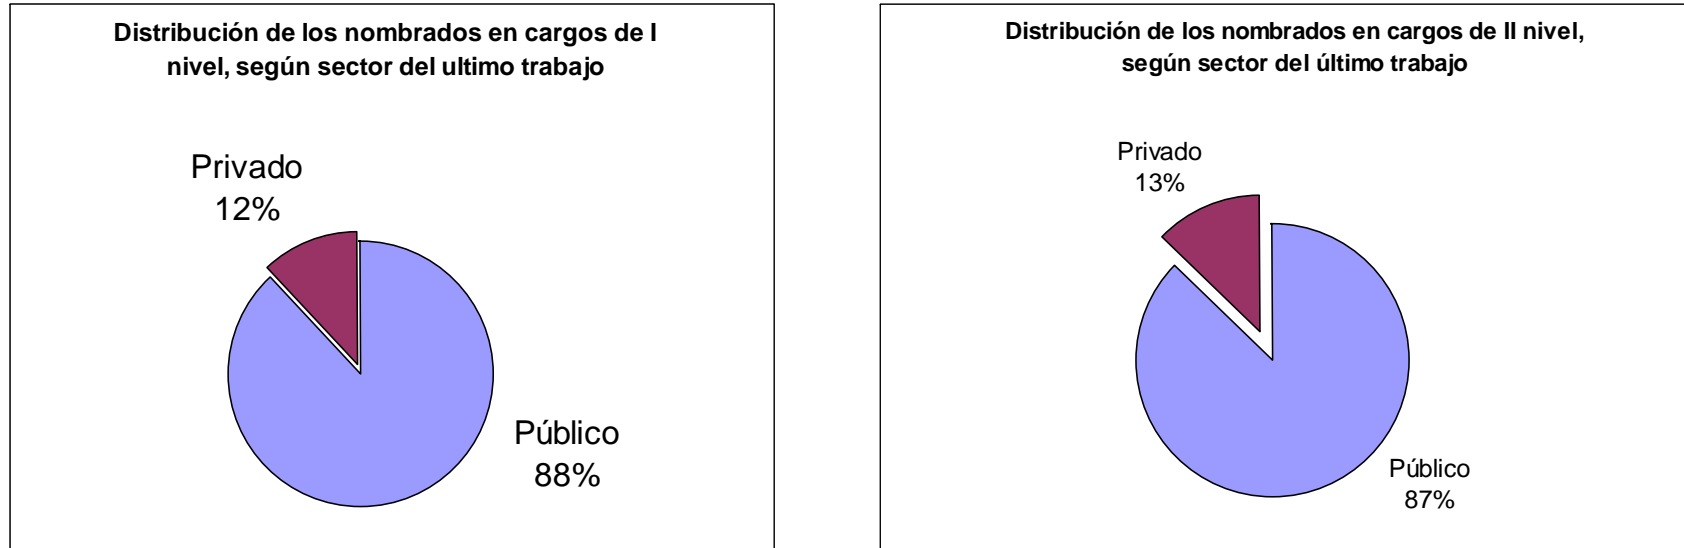 Distribución de los nombrados en cargos de I
nivel, según sector del ultimo trabajo
Privado
12%
Público
88%
Distribución de los nombrados en cargos de II nivel,
según sector del último trabajo
Privado
13%
Público
87%